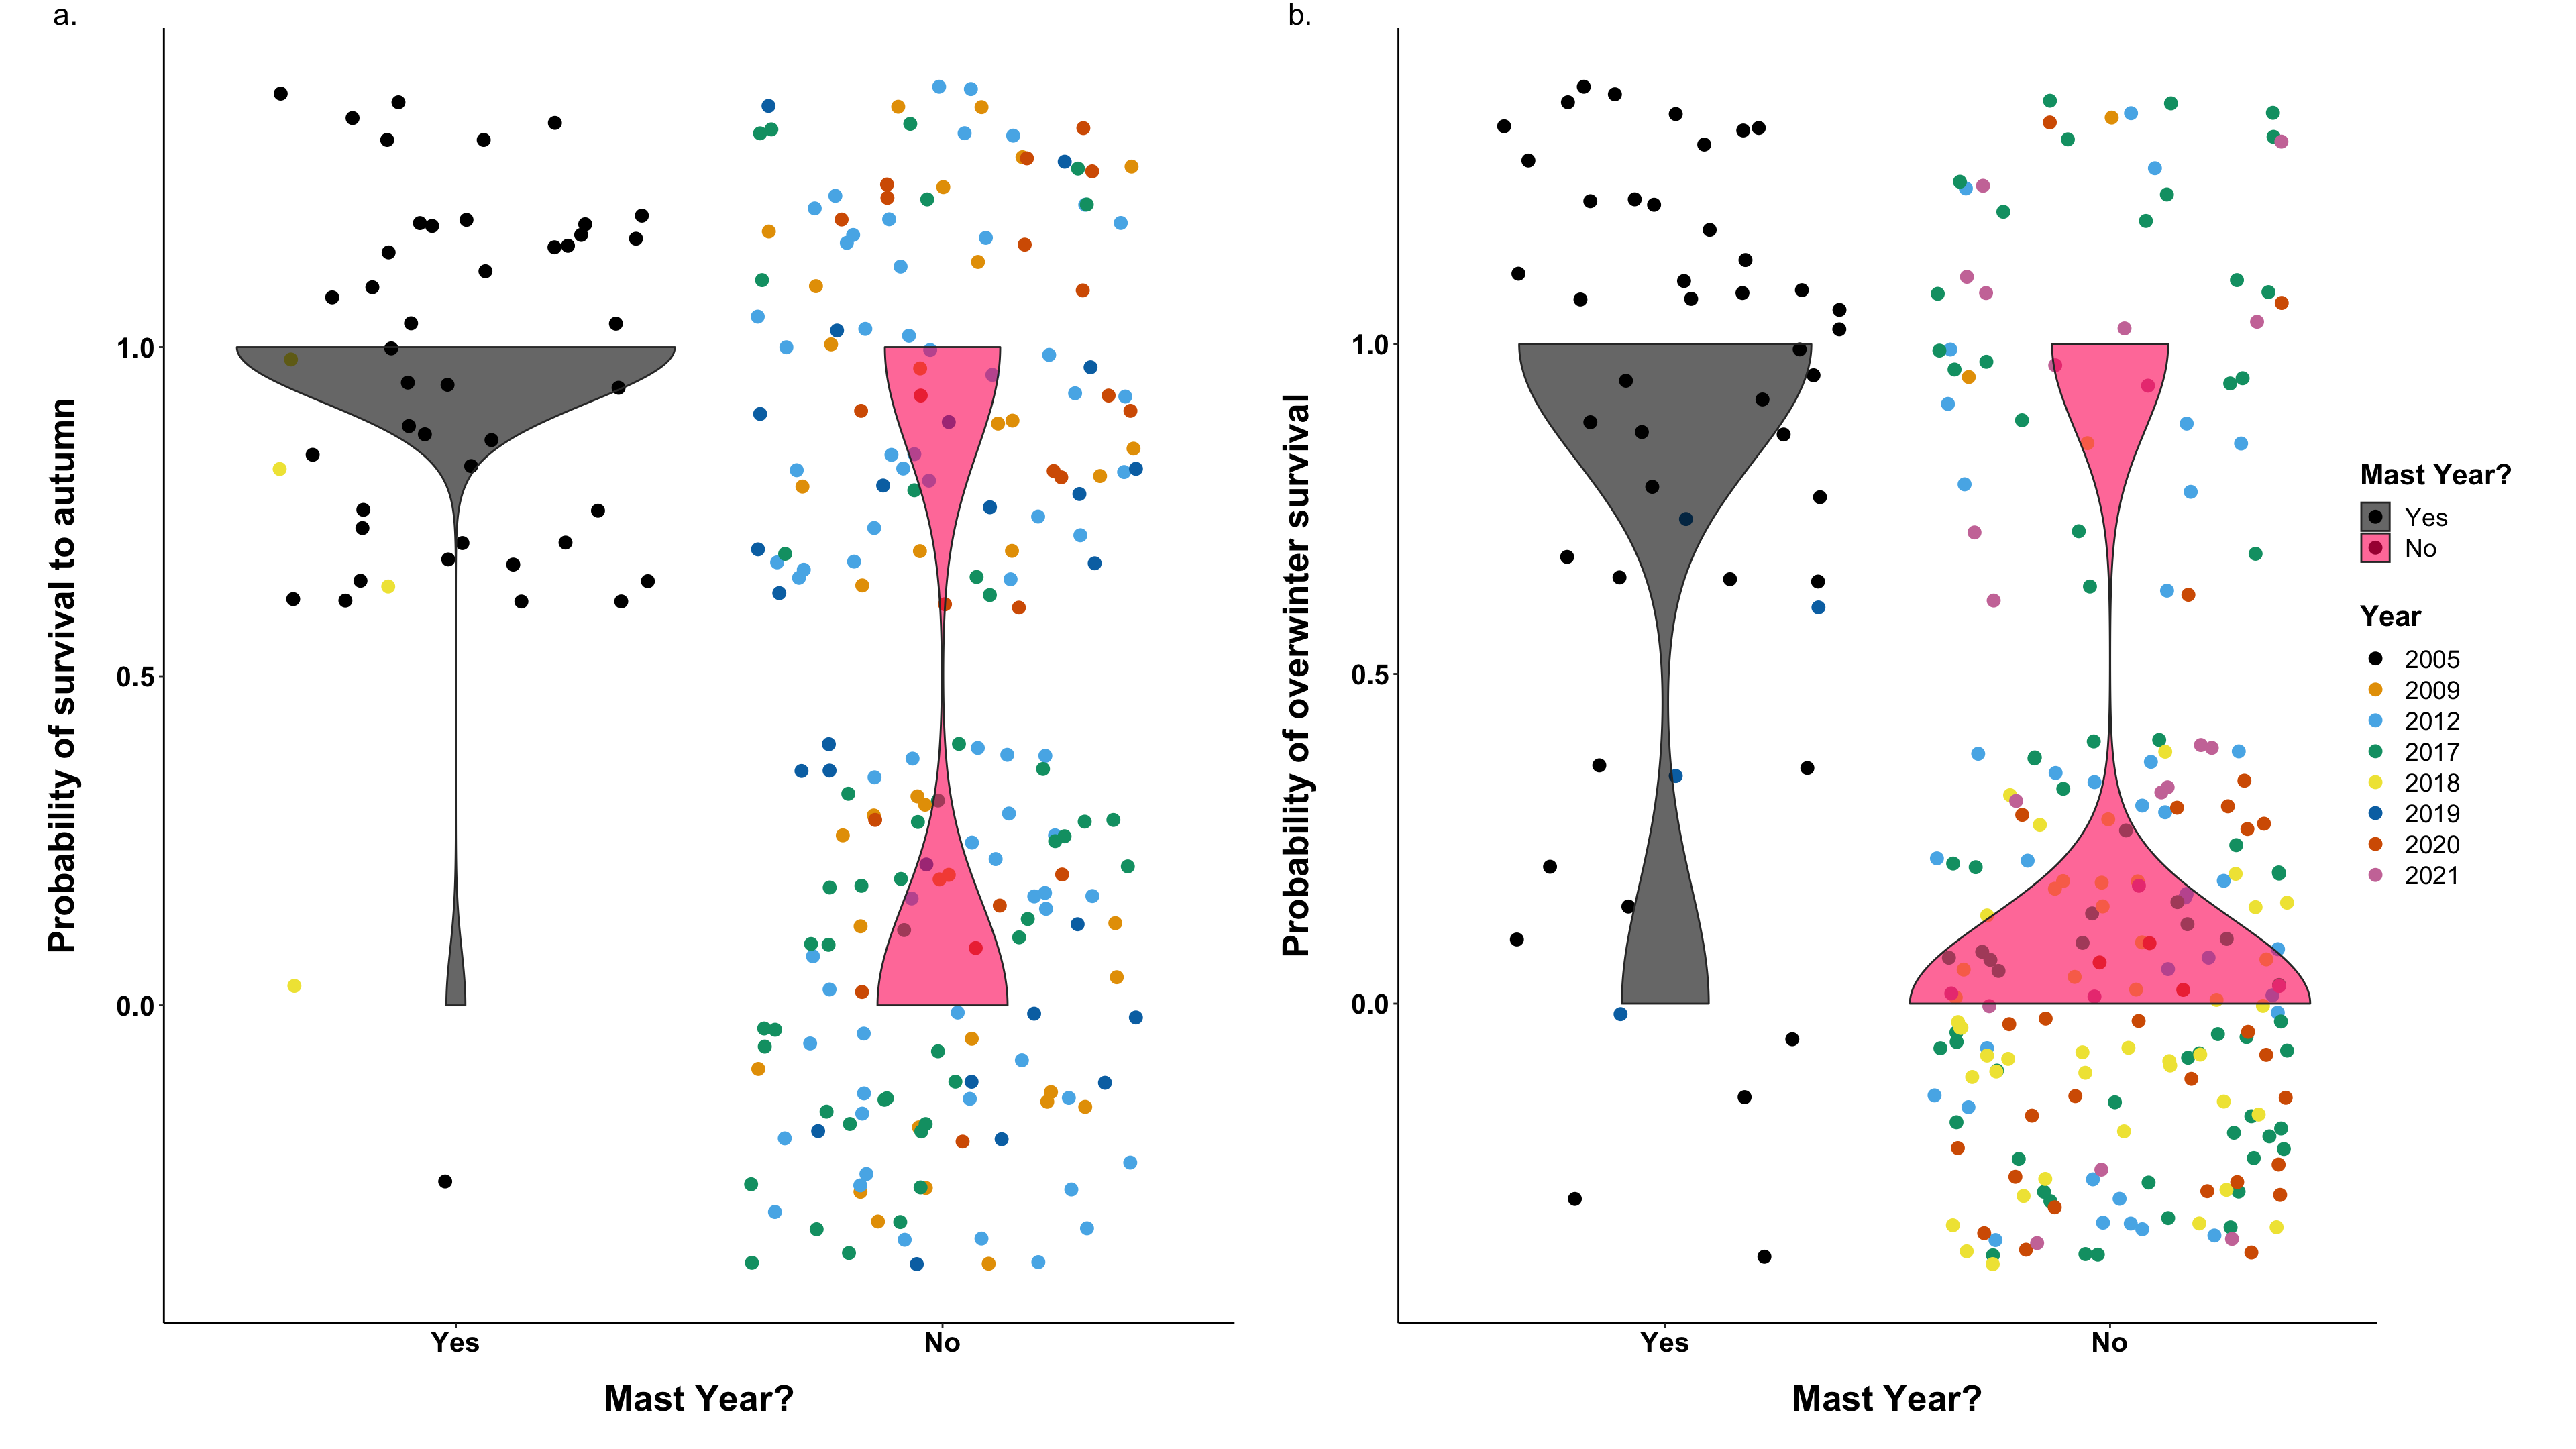 a.
Probability of survival to autumn
1.0
0.5
0.0
Yes
No
Mast Year?
b.
Probability of overwinter survival
1.0
0.5
0.0
Yes
No
Mast Year?
Mast Year?
Yes
No
Year
2005
2009
2012
2017
2018
2019
2020
2021